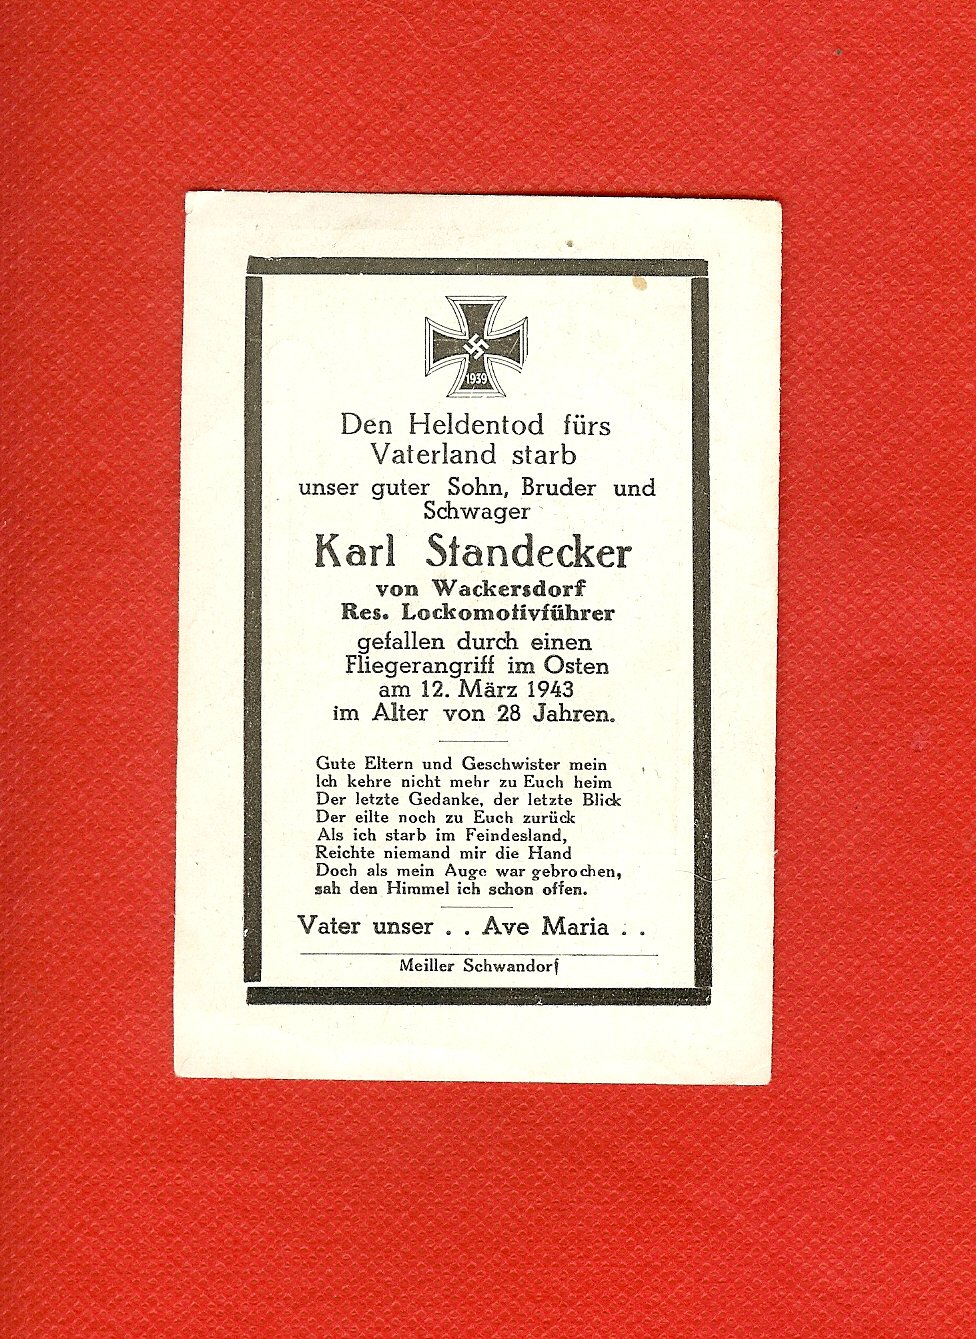 1939
Den Heldentod fürs
Vaterland starb
unser guter Sohn, Bruder und
Schwager
Karl Standecker
von Wackersdorf
Res. Lockomotivführer
gefallen durch einen
Fliegerangriff im Osten
am 12. März 1943
im Alter von 28 Jahren.
Gute Eltern und Geschwister mein
Ich kehre nicht mehr zu Euch heim
Der letzte Gedanke, der letzte Blick
Der eilte noch zu Euch zurück
Als ich starb im Feindesland,
Reichte niemand mir die Hand
Doch als mein Auge war gebrochen,
sah den Himmel ich schon offen.
Vater unser . . Ave Maria . .
Meiller Schwandorf